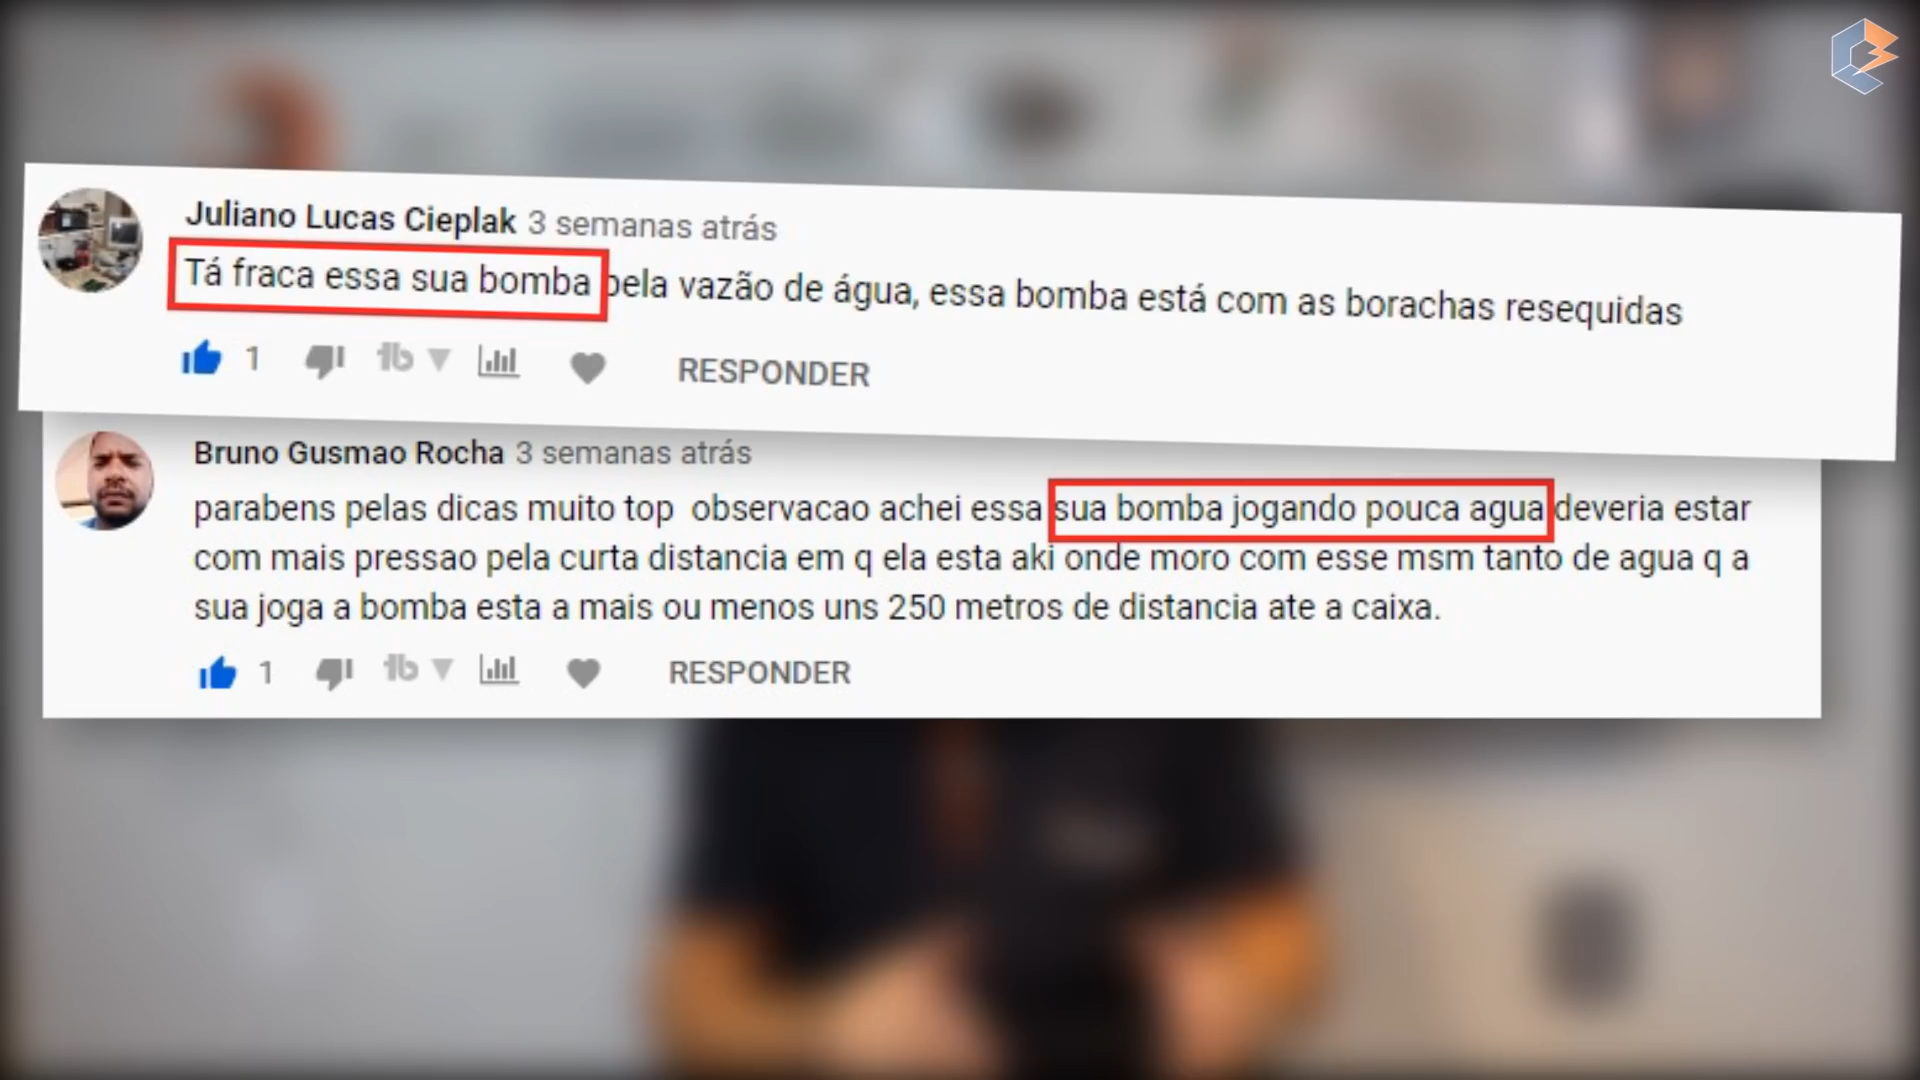 Juliano Lucas Cieplak 3 semanas atrás
Tá fraca essa sua bomba pela vazão de água, essa bomba está com as borachas resequidas
1 RESPONDER
Bruno Gusmao Rocha 3 semanas atrás
parabens pelas dicas muito top observacao achei essa sua bomba jogando pouca agua deveria estar
com mais pressao pela curta distancia em q ela esta aki onde moro com esse msm tanto de agua q a
sua joga a bomba esta a mais ou menos uns 250 metros de distancia ate a caixa.
1 RESPONDER